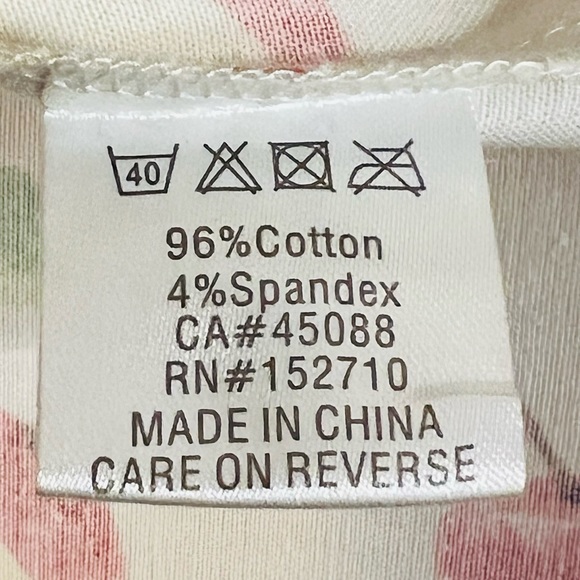 40
96%Cotton
4%Spandex
CA#45088
RN#152710
MADE IN CHINA
CARE ON REVERSE